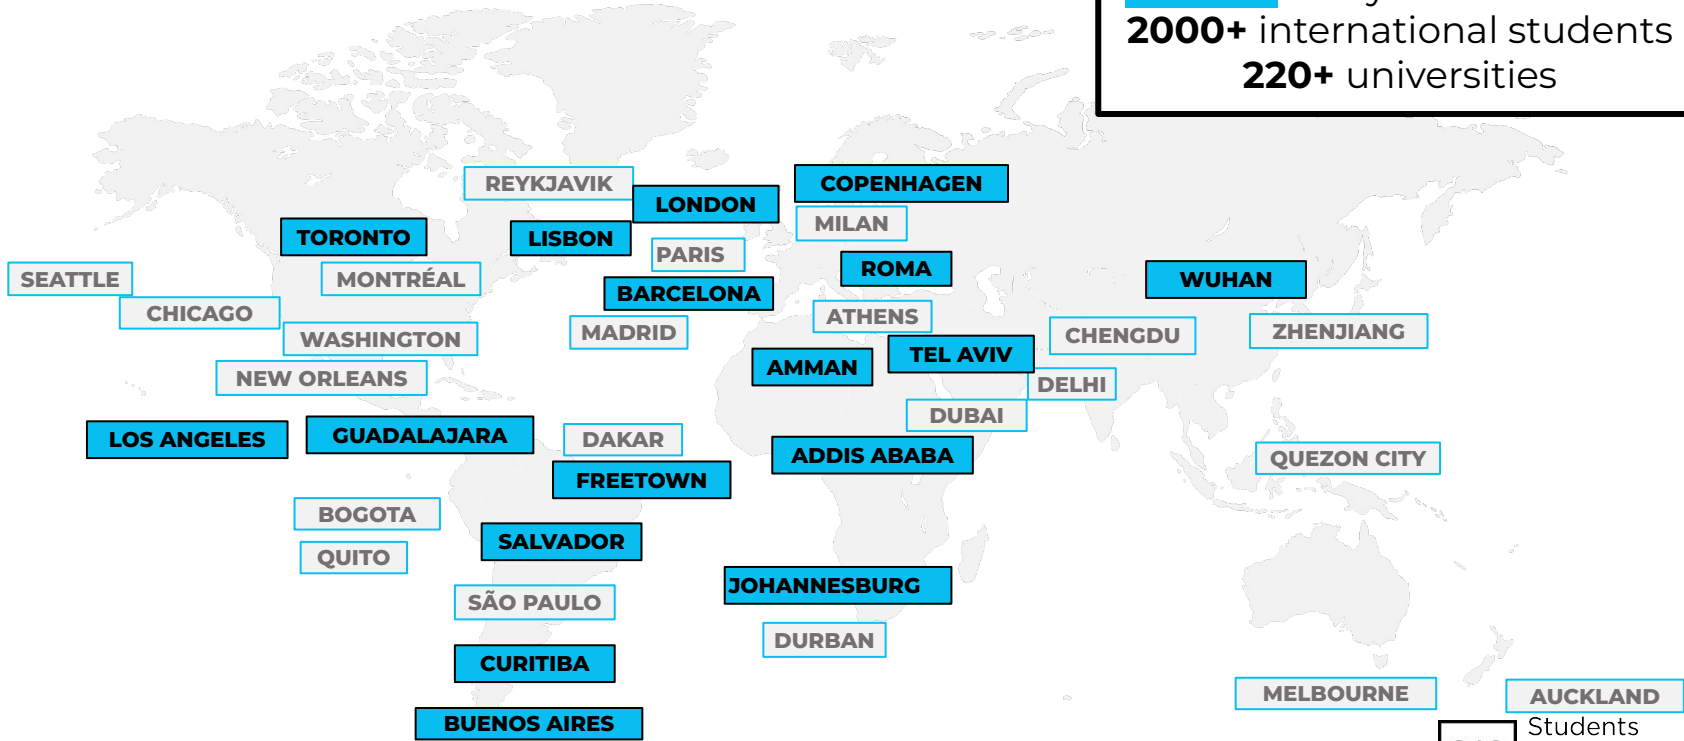 2000+ international students
220+ universities
REYKJAVIK
COPENHAGEN
LONDON
MILAN
TORONTO
LISBON
PARIS
ROMA
SEATTLE
MONTRÉAL
WUHAN
BARCELONA
CHICAGO
ATHENS
MADRID
WASHINGTON
CHENGDU
ZHENJIANG
AMMAN
TEL AVIV
NEW ORLEANS
DELHI
DUBAI
LOS ANGELES
GUADALAJARA
DAKAR
ADDIS ABABA
QUEZON CITY
FREETOWN
BOGOTA
SALVADOR
QUITO
JOHANNESBURG
SÃO PAULO
DURBAN
CURITIBA
MELBOURNE
AUCKLAND
BUENOS AIRES
Students